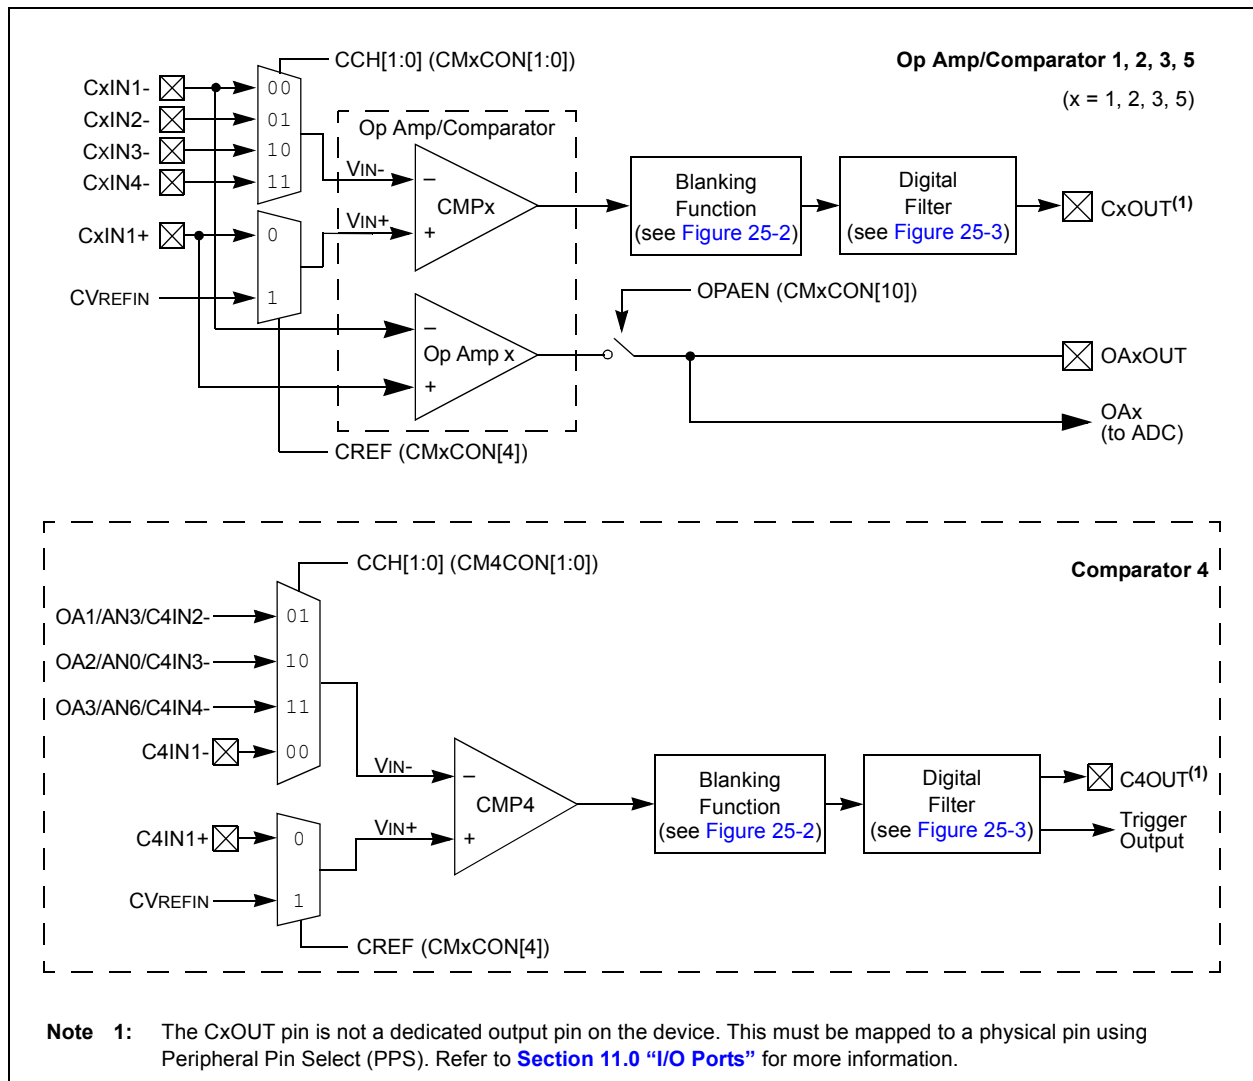 CCH[1:0] (CMxCON[1:0])
Op Amp/Comparator 1, 2, 3, 5
(x = 1, 2, 3, 5)
CxIN1-
00
CxIN2-
01
CxIN3-
10
CxIN4-
11
Op Amp/Comparator
VIN-
–
CMPx
VIN+
+
CxIN1+
0
CVREFIN
1
Blanking
Function
(see Figure 25-2)
Digital
Filter
(see Figure 25-3)
CxOUT(1)
OPAEN (CMxCON[10])
–
Op Amp x
+
OAxOUT
OAx
(to ADC)
CREF (CMxCON[4])
CCH[1:0] (CM4CON[1:0])
Comparator 4
OA1/AN3/C4IN2-
01
OA2/AN0/C4IN3-
10
OA3/AN6/C4IN4-
11
C4IN1-
00
VIN-
–
CMP4
VIN+
+
C4IN1+
0
CVREFIN
1
Blanking
Function
(see Figure 25-2)
Digital
Filter
(see Figure 25-3)
C4OUT(1)
Trigger
Output
CREF (CMxCON[4])
Note 1: The CxOUT pin is not a dedicated output pin on the device. This must be mapped to a physical pin using
Peripheral Pin Select (PPS). Refer to Section 11.0 “I/O Ports” for more information.